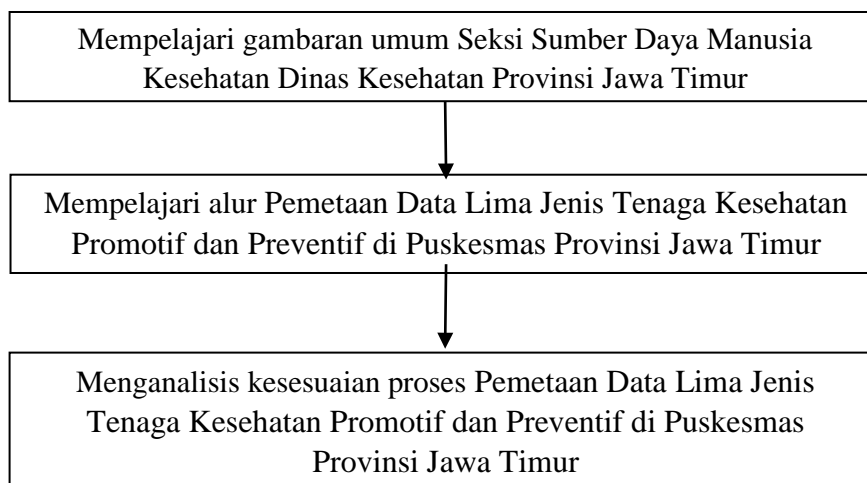 Mempelajari gambaran umum Seksi Sumber Daya Manusia
Kesehatan Dinas Kesehatan Provinsi Jawa Timur
Mempelajari alur Pemetaan Data Lima Jenis Tenaga Kesehatan
Promotif dan Preventif di Puskesmas Provinsi Jawa Timur
Menganalisis kesesuaian proses Pemetaan Data Lima Jenis
Tenaga Kesehatan Promotif dan Preventif di Puskesmas
Provinsi Jawa Timur